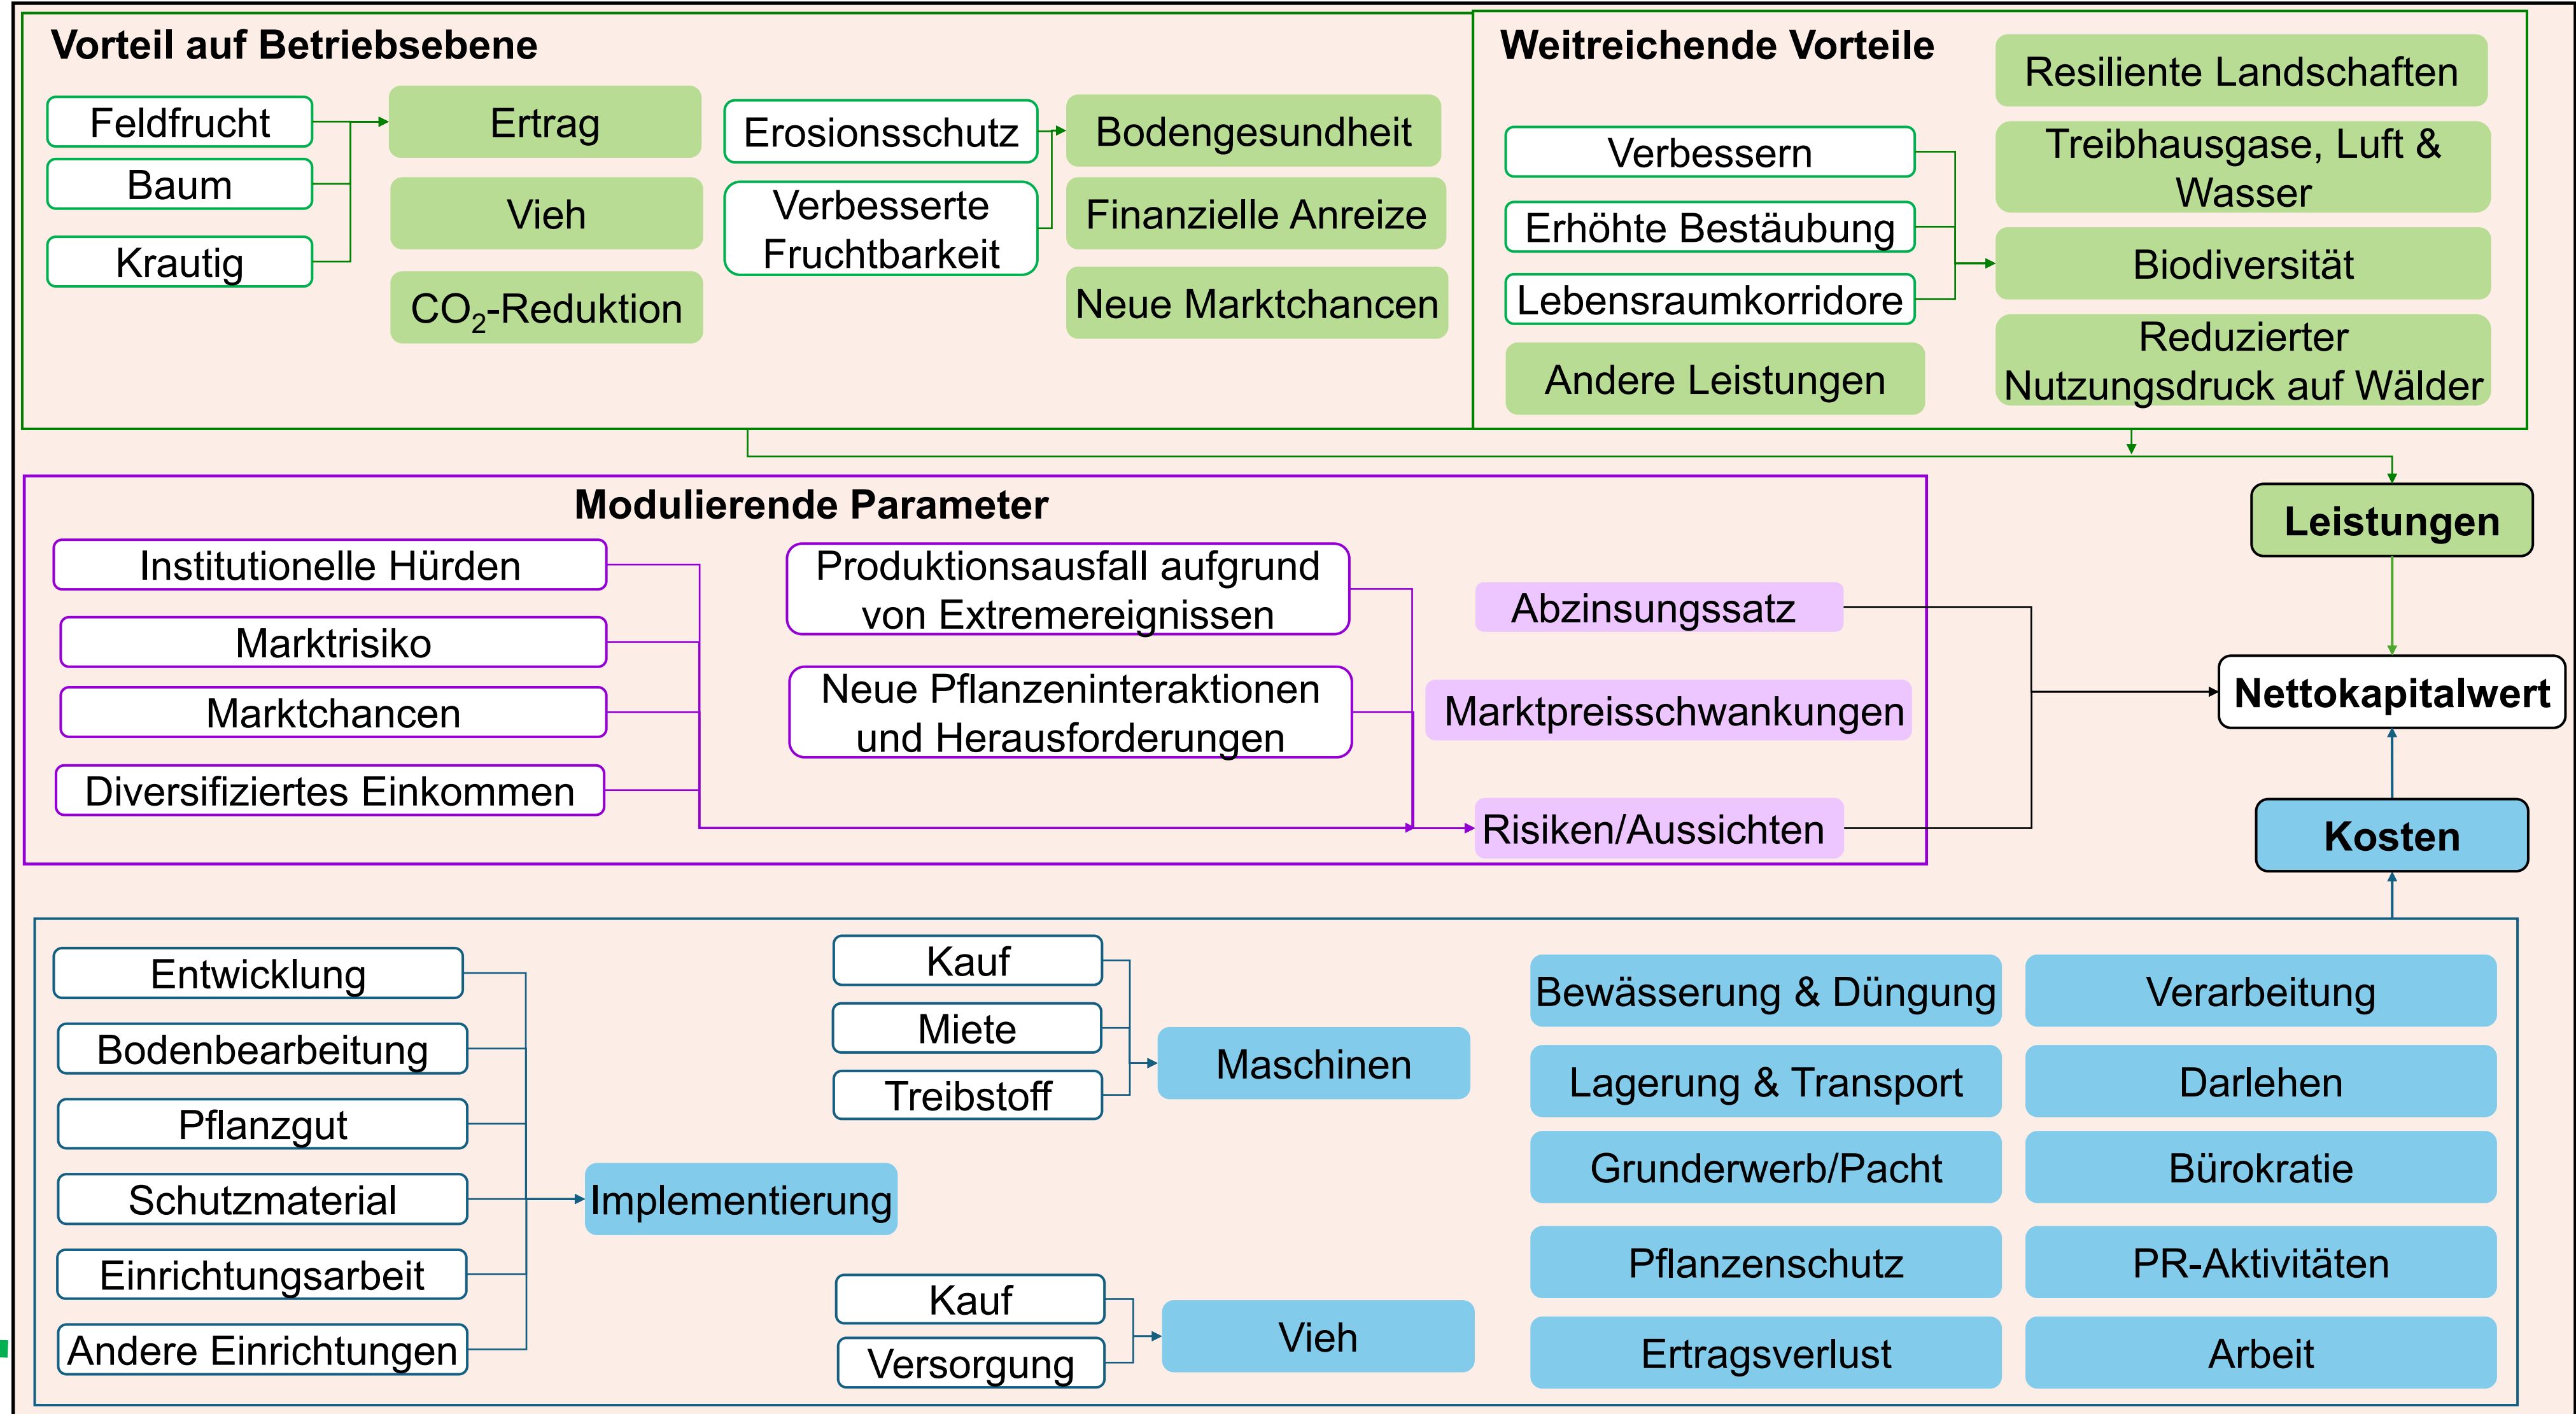 Vorteil auf Betriebsebene
Feldfrucht
Baum
Krautig
Ertrag
Vieh
CO₂-Reduktion
Erosionsschutz
Verbesserte
Fruchtbarkeit
Bodengesundheit
Finanzielle Anreize
Neue Marktchancen
Weitreichende Vorteile
Verbessern
Erhöhte Bestäubung
Lebensraumkorridore
Andere Leistungen
Resiliente Landschaften
Treibhausgase, Luft &
Wasser
Biodiversität
Reduzierter
Nutzungsdruck auf Wälder
Modulierende Parameter
Institutionelle Hürden
Marktrisiko
Marktchancen
Diversifiziertes Einkommen
Produktionsausfall aufgrund
von Extremereignissen
Neue Pflanzeninteraktionen
und Herausforderungen
Abzinsungssatz
Marktpreisschwankungen
Risiken/Aussichten
Leistungen
Nettokapitalwert
Kosten
Entwicklung
Bodenbearbeitung
Pflanzgut
Schutzmaterial
Einrichtungsarbeit
Andere Einrichtungen
Implementierung
Kauf
Miete
Treibstoff
Maschinen
Kauf
Versorgung
Vieh
Bewässerung & Düngung
Lagerung & Transport
Grunderwerb/Pacht
Pflanzenschutz
Ertragsverlust
Verarbeitung
Darlehen
Bürokratie
PR-Aktivitäten
Arbeit